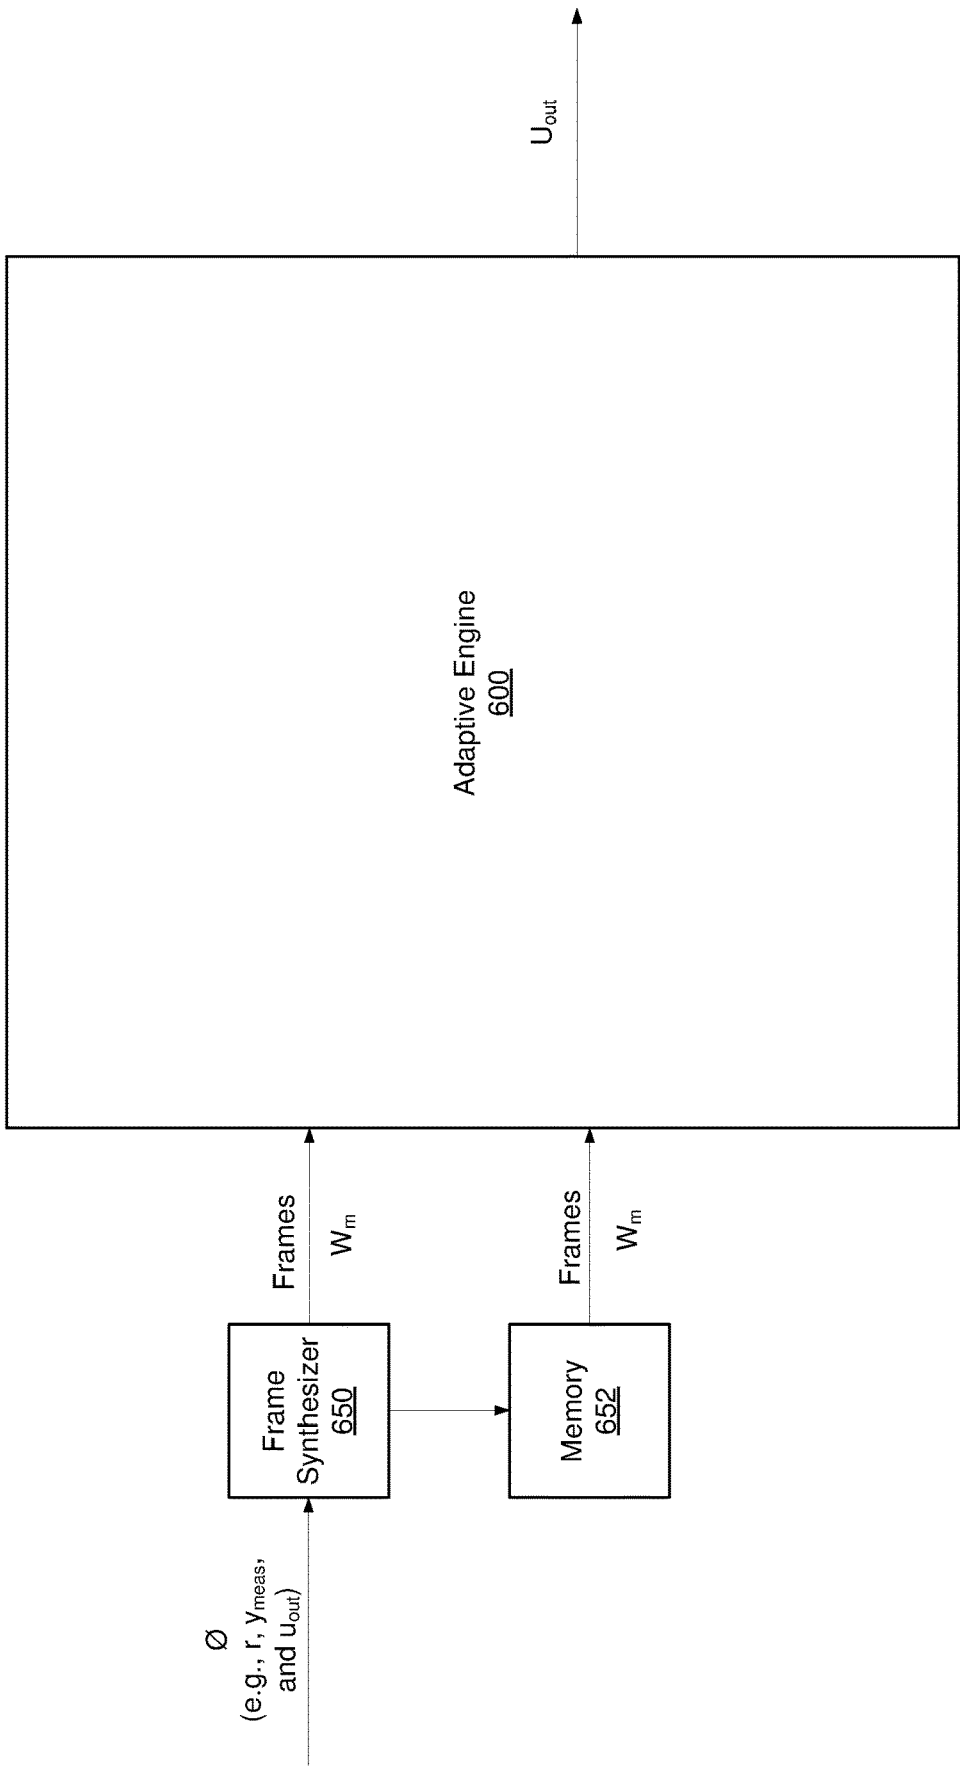 Ø
(e.g., r, y_meas,
and u_out)
Frame
Synthesizer
650
Frames
W_m
Memory
652
Frames
W_m
Adaptive Engine
600
U_out